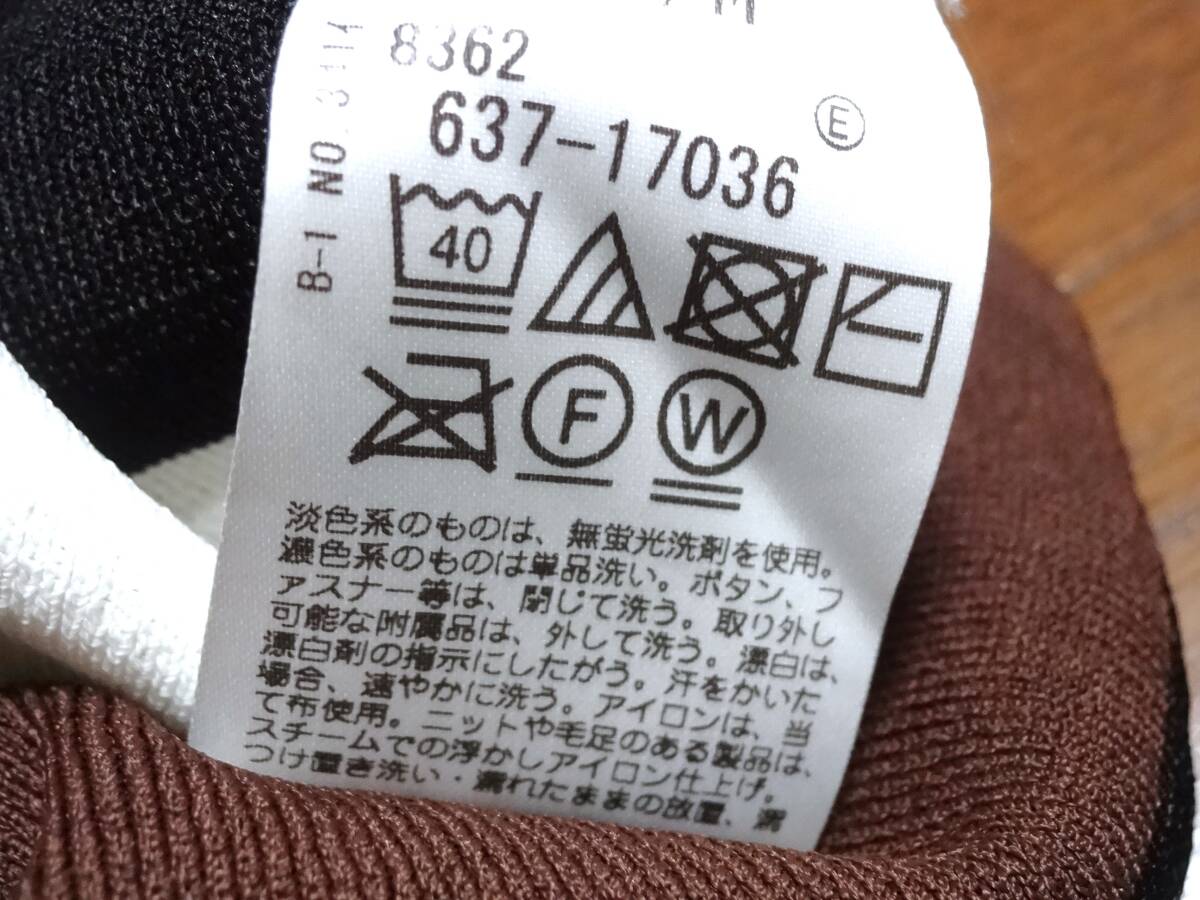 M
8362
637-17036
E
B-1 NO.3114
40
F
W
淡色系のものは、無蛍光洗剤を使用。
濃色系のものは単品洗い。ボタン、フ
ァスナー等は、閉じて洗う。取り外し
可能な附属品は、外して洗う。漂白は、
漂白剤の指示にしたがう。汗をかいた
場合、速やかに洗う。アイロンは、当
て布使用。ニットや毛足のある製品は、
スチームでの浮かしアイロン仕上げ。
つけ置き洗い・濡れたままの放置、濡